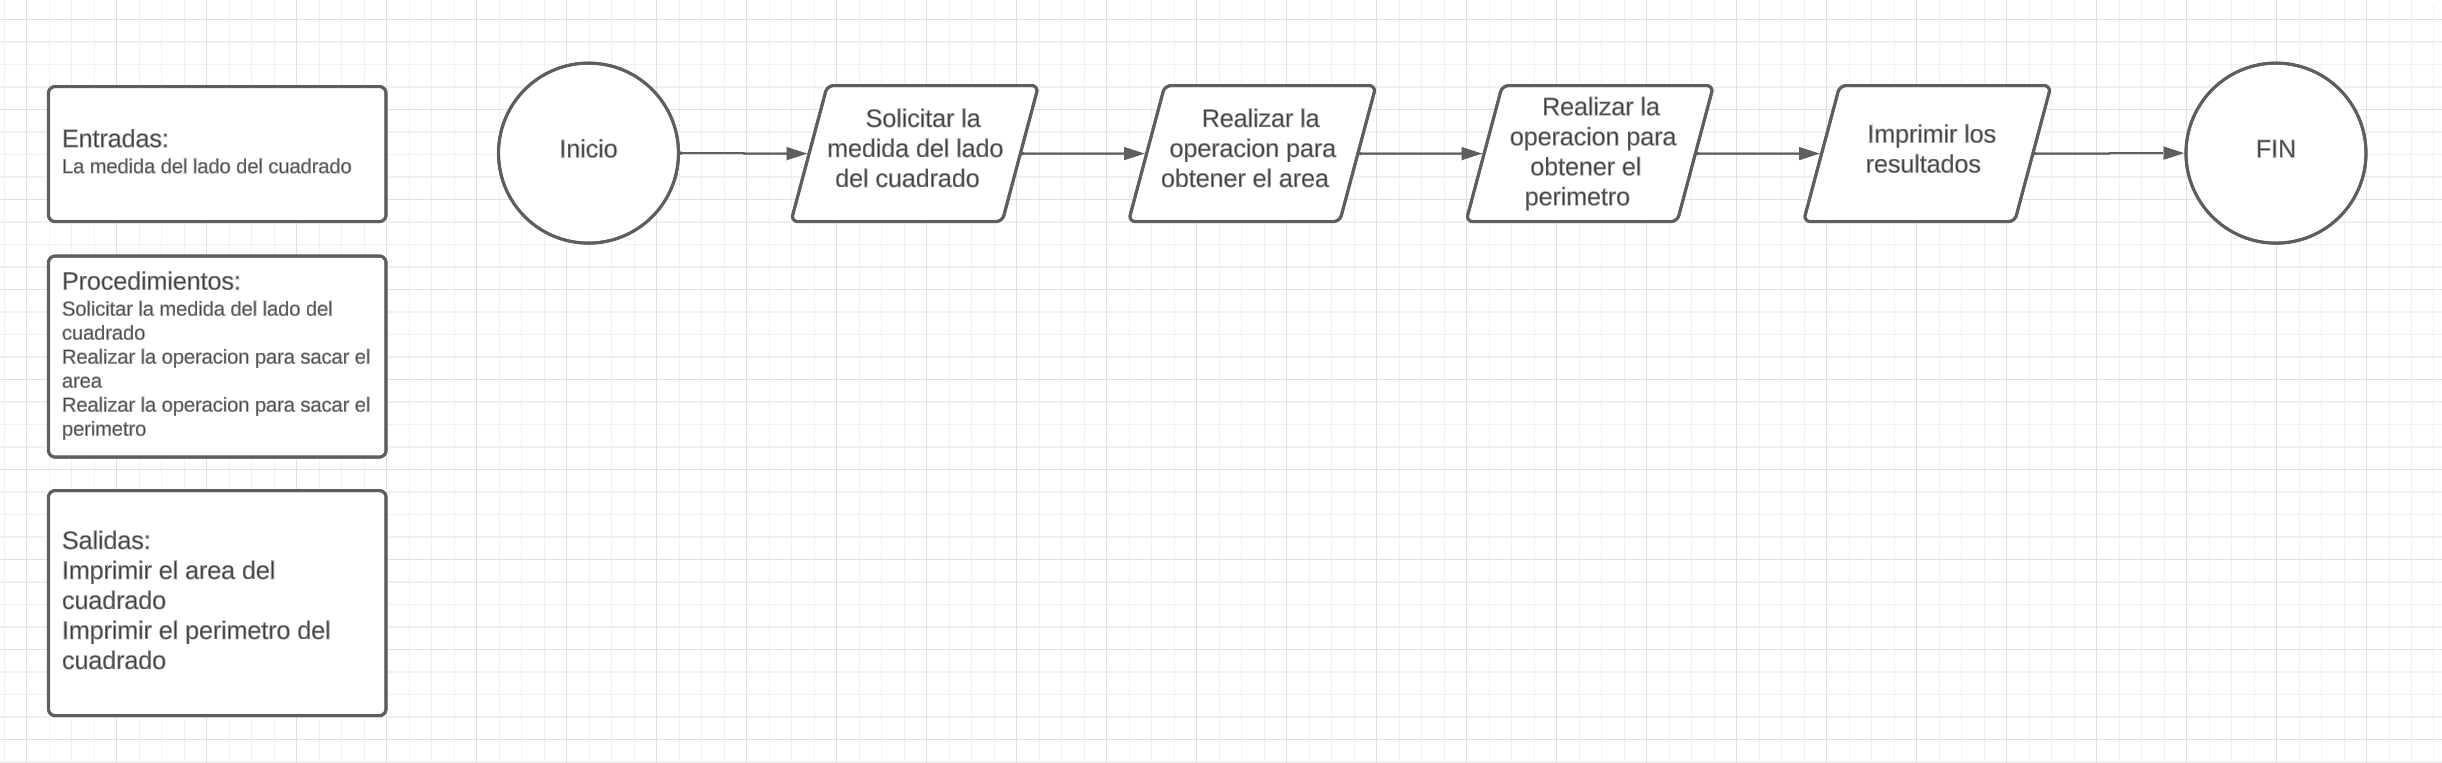 Entradas:
La medida del lado del cuadrado
Procedimientos:
Solicitar la medida del lado del
cuadrado
Realizar la operacion para sacar el
area
Realizar la operacion para sacar el
perimetro
Salidas:
Imprimir el area del
cuadrado
Imprimir el perimetro del
cuadrado
Inicio
Solicitar la
medida del lado
del cuadrado
Realizar la
operacion para
obtener el area
Realizar la
operacion para
obtener el
perimetro
Imprimir los
resultados
FIN